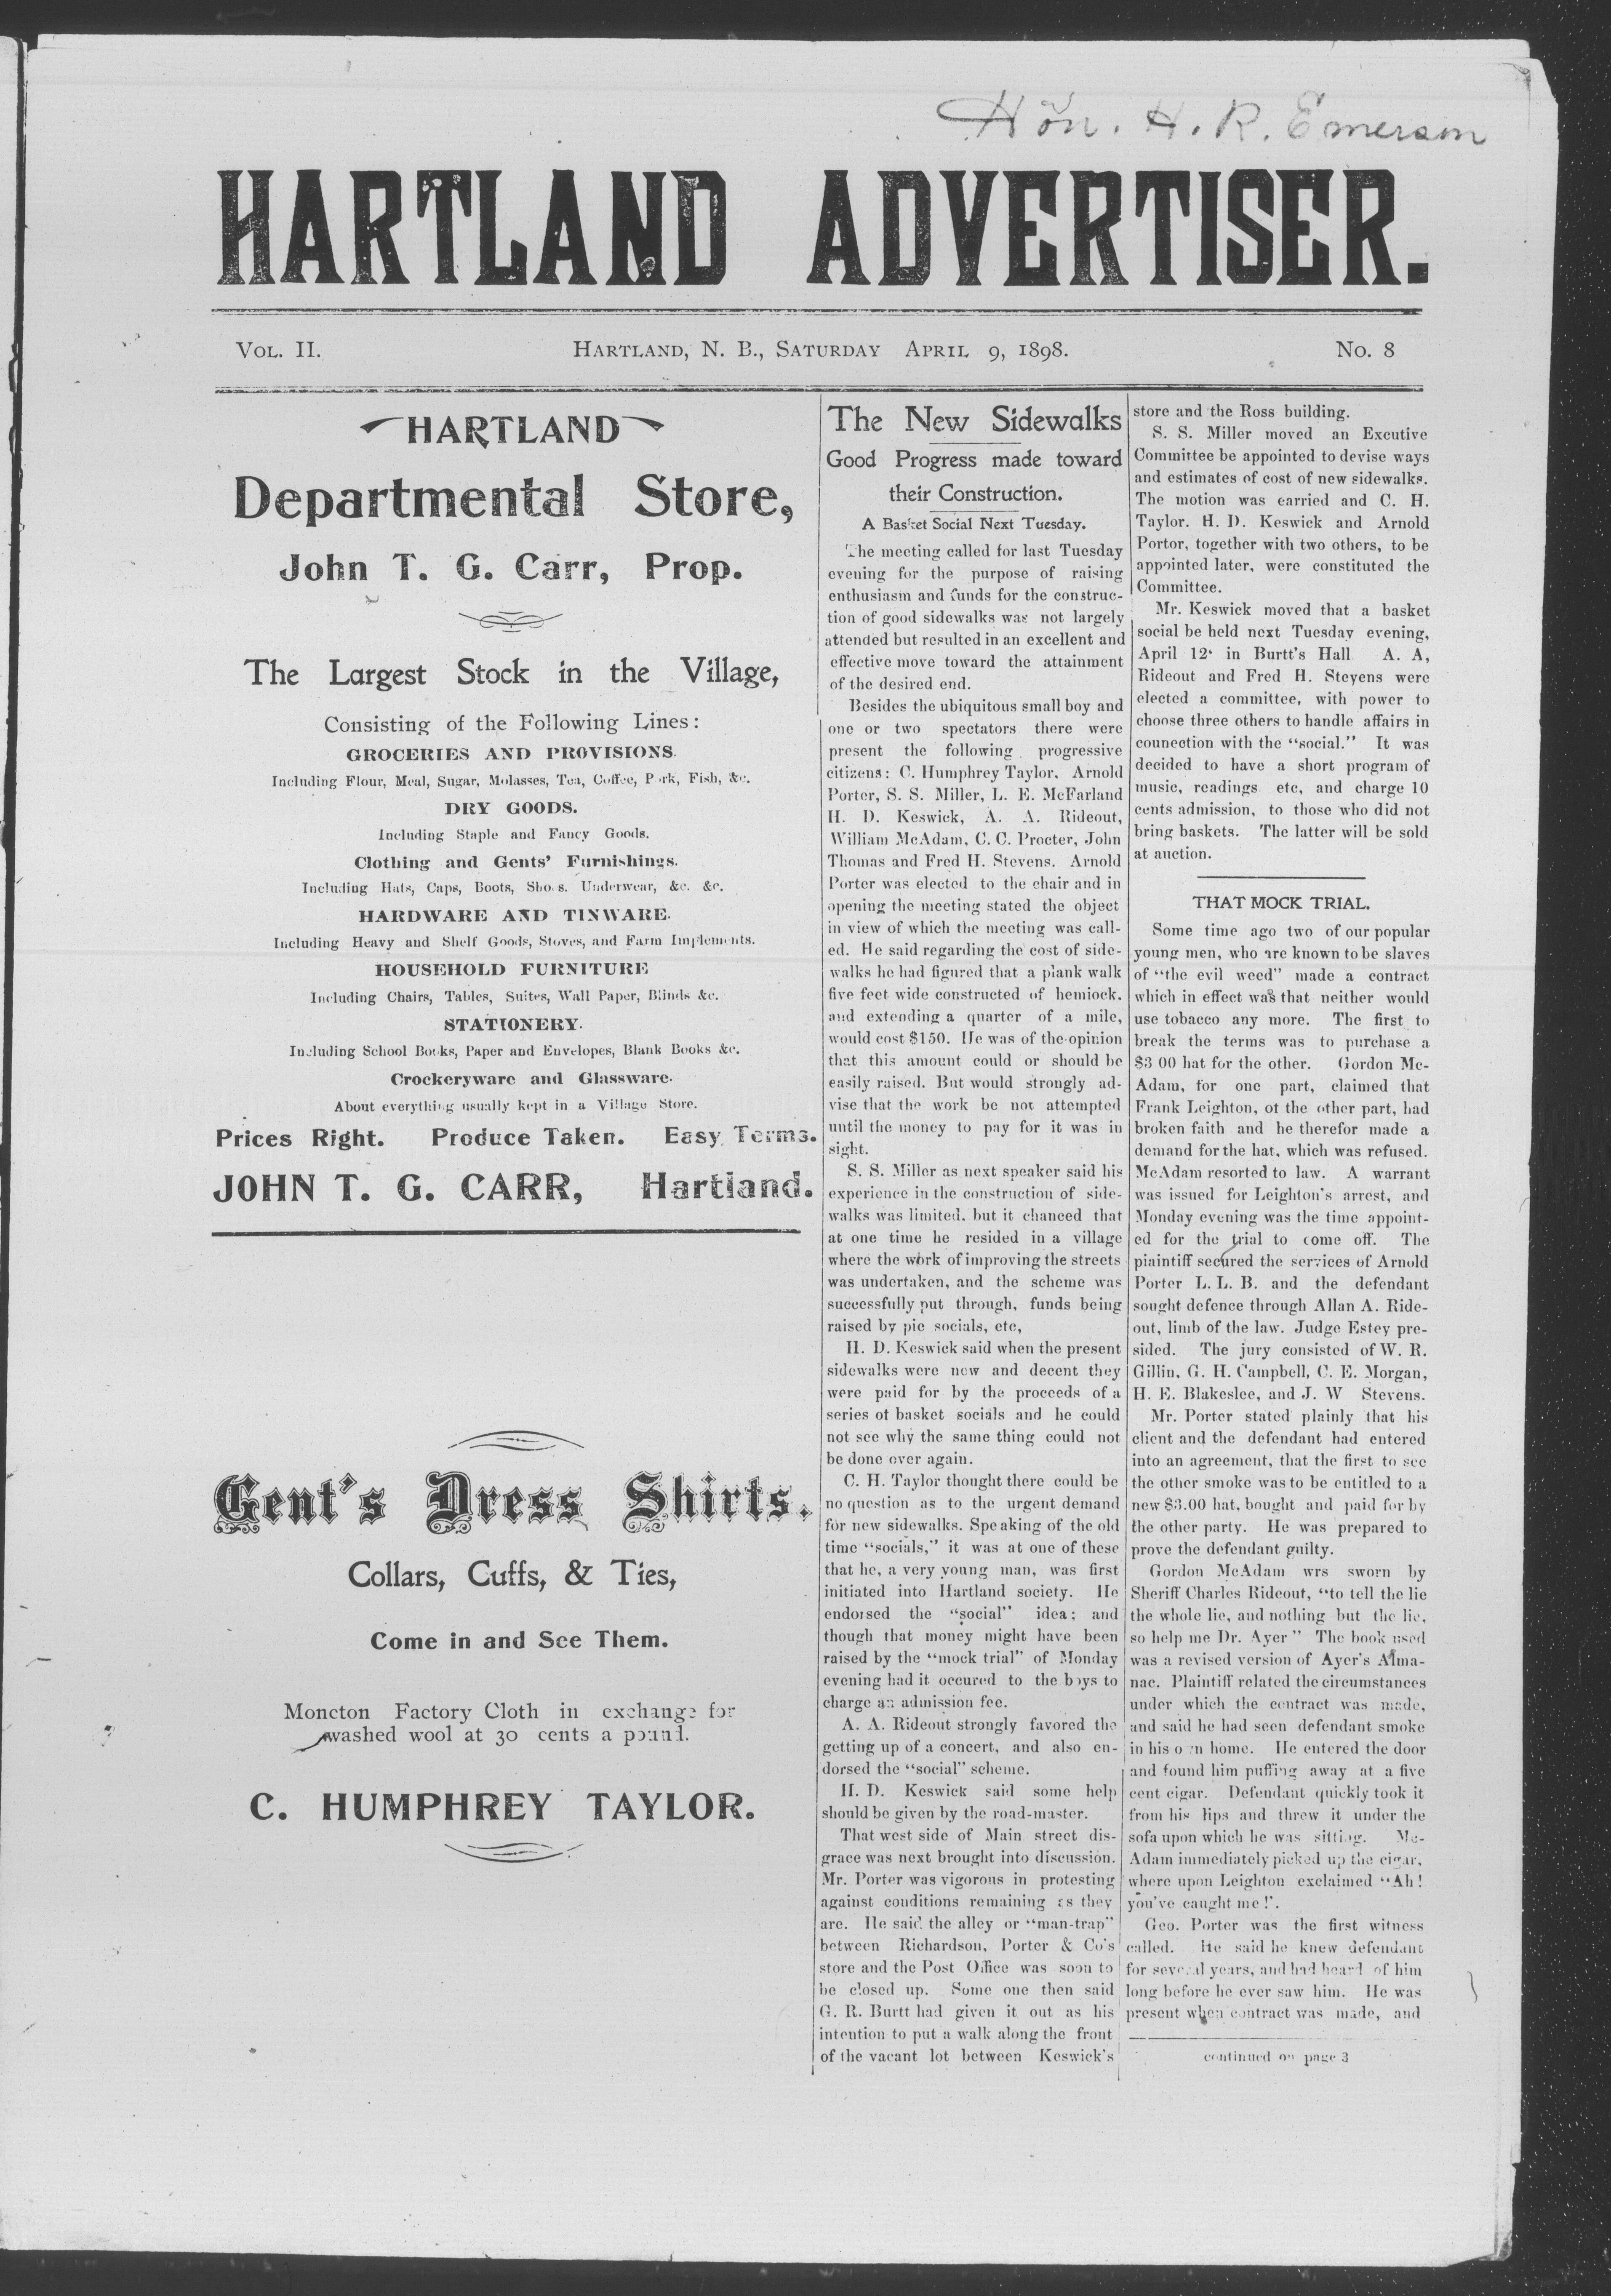 Hon. H. R. Emerson
HARTLAND ADVERTISER.
VOL. II.
HARTLAND, N. B., SATURDAY APRIL 9, 1898.
NO. 8
HARTLAND
Departmental Store,
John T. G. Carr, Prop.
The Largest Stock in the Village,
Consisting of the Following Lines:
GROCERIES AND PROVISIONS.
Including Flour, Meal, Sugar, Molasses, Tea, Coffee, P rk, Fish, &c.
DRY GOODS.
Including Staple and Fancy Goods.
Clothing and Gents' Furnishings.
Including Hats, Caps, Boots, Sho s. Underwear, &c. &c.
HARDWARE AND TINWARE.
Including Heavy and Shelf Goods, Stoves, and Farm Implements.
HOUSEHOLD FURNITURE
Including Chairs, Tables, Suites, Wall Paper, Blinds &c.
STATIONERY.
Including School Books, Paper and Envelopes, Blank Books &c.
Crockeryware and Glassware.
About everything usually kept in a Village Store.
Prices Right. Produce Taken. Easy Terms.
JOHN T. G. CARR, Hartland.
Gent's Dress Shirts.
Collars, Cuffs, & Ties,
Come in and See Them.
Moncton Factory Cloth in exchange for
washed wool at 30 cents a pound.
C. HUMPHREY TAYLOR.
The New Sidewalks
Good Progress made toward
their Construction.
A Basket Social Next Tuesday.
The meeting called for last Tuesday
evening for the purpose of raising
enthusiasm and funds for the construc-
tion of good sidewalks was not largely
attended but resulted in an excellent and
effective move toward the attainment
of the desired end.
Besides the ubiquitous small boy and
one or two spectators there were
present the following progressive
citizens: C. Humphrey Taylor, Arnold
Porter, S. S. Miller, L. E. McFarland
H. D. Keswick, A. A. Rideout,
William McAdam, C. C. Procter, John
Thomas and Fred H. Stevens. Arnold
Porter was elected to the chair and in
opening the meeting stated the object
in view of which the meeting was call-
ed. He said regarding the cost of side-
walks he had figured that a plank walk
five feet wide constructed of hemlock,
and extending a quarter of a mile,
would cost $150. He was of the opinion
that this amount could or should be
easily raised. But would strongly ad-
vise that the work be not attempted
until the money to pay for it was in
sight.
S. S. Miller as next speaker said his
experience in the construction of side-
walks was limited, but it chanced that
at one time he resided in a village
where the work of improving the streets
was undertaken, and the scheme was
successfully put through, funds being
raised by pie socials, etc,
H. D. Keswick said when the present
sidewalks were new and decent they
were paid for by the proceeds of a
series ot basket socials and he could
not see why the same thing could not
be done over again.
C. H. Taylor thought there could be
no question as to the urgent demand
for new sidewalks. Speaking of the old
time "socials," it was at one of these
that he, a very young man, was first
initiated into Hartland society. He
endorsed the "social" idea; and
though that money might have been
raised by the "mock trial" of Monday
evening had it occured to the boys to
charge an admission fee.
A. A. Rideout strongly favored the
getting up of a concert, and also en-
dorsed the "social" scheme.
H. D. Keswick said some help
should be given by the road-master.
That west side of Main street dis-
grace was next brought into discussion.
Mr. Porter was vigorous in protesting
against conditions remaining as they
are. He said the alley or "man-trap"
between Richardson, Porter & Co's
store and the Post Office was soon to
be closed up. Some one then said
G. R. Burtt had given it out as his
intention to put a walk along the front
of the vacant lot between Keswick's
store and the Ross building.
S. S. Miller moved an Excutive
Committee be appointed to devise ways
and estimates of cost of new sidewalks.
The motion was carried and C. H.
Taylor. H. D. Keswick and Arnold
Portor, together with two others, to be
appointed later, were constituted the
Committee.
Mr. Keswick moved that a basket
social be held next Tuesday evening,
April 12' in Burtt's Hall A. A,
Rideout and Fred H. Steyens were
elected a committee, with power to
choose three others to handle affairs in
counection with the "social." It was
decided to have a short program of
music, readings etc, and charge 10
cents admission, to those who did not
bring baskets. The latter will be sold
at auction.
THAT MOCK TRIAL.
Some time ago two of our popular
young men, who are known to be slaves
of "the evil weed" made a contract
which in effect was that neither would
use tobacco any more. The first to
break the terms was to purchase a
$3 00 hat for the other. Gordon Mc-
Adam, for one part, claimed that
Frank Leighton, ot the other part, had
broken faith and he therefor made a
demand for the hat, which was refused.
McAdam resorted to law. A warrant
was issued for Leighton's arrest, and
Monday evening was the time appoint-
ed for the trial to come off. The
piaintiff secured the services of Arnold
Porter L. L. B. and the defendant
sought defence through Allan A. Ride-
out, limb of the law. Judge Estey pre-
sided. The jury consisted of W. R.
Gillin, G. H. Campbell, C. E. Morgan,
H. E. Blakeslee, and J. W Stevens.
Mr. Porter stated plainly that his
client and the defendant had entered
into an agreement, that the first to see
the other smoke was to be entitled to a
new $3.00 hat, bought and paid for by
the other party. He was prepared to
prove the defendant guilty.
Gordon McAdam wrs sworn by
Sheriff Charles Rideout, "to tell the lie
the whole lie, and nothing but the lie,
so help me Dr. Ayer" The book used
was a revised version of Ayer's Alma-
nac. Plaintiff related the circumstances
under which the contract was made,
and said he had seen defendant smoke
in his o n home. He entered the door
and found him puffing away at a five
cent cigar. Defendant quickly took it
from his lips and threw it under the
sofa upon which he was sitting. Mc-
Adam immediately picked up the cigar,
where upon Leighton exclaimed "Ah!
you've caught me!".
Geo. Porter was the first witness
called. He said he knew defendant
for several years, and had heard of him
long before he ever saw him. He was
present when contract was made, and
continued on page 3